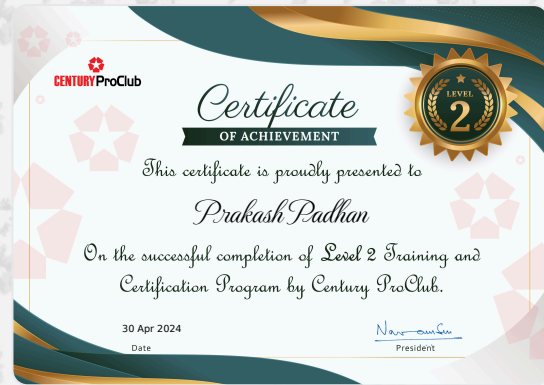 CENTURY ProClub
LEVEL
2
Certificate
OF ACHIEVEMENT
This certificate is proudly presented to
Prakash Padhan
On the successful completion of Level 2 Training and
Certification Program by Century ProClub.
30 Apr 2024
Date
President